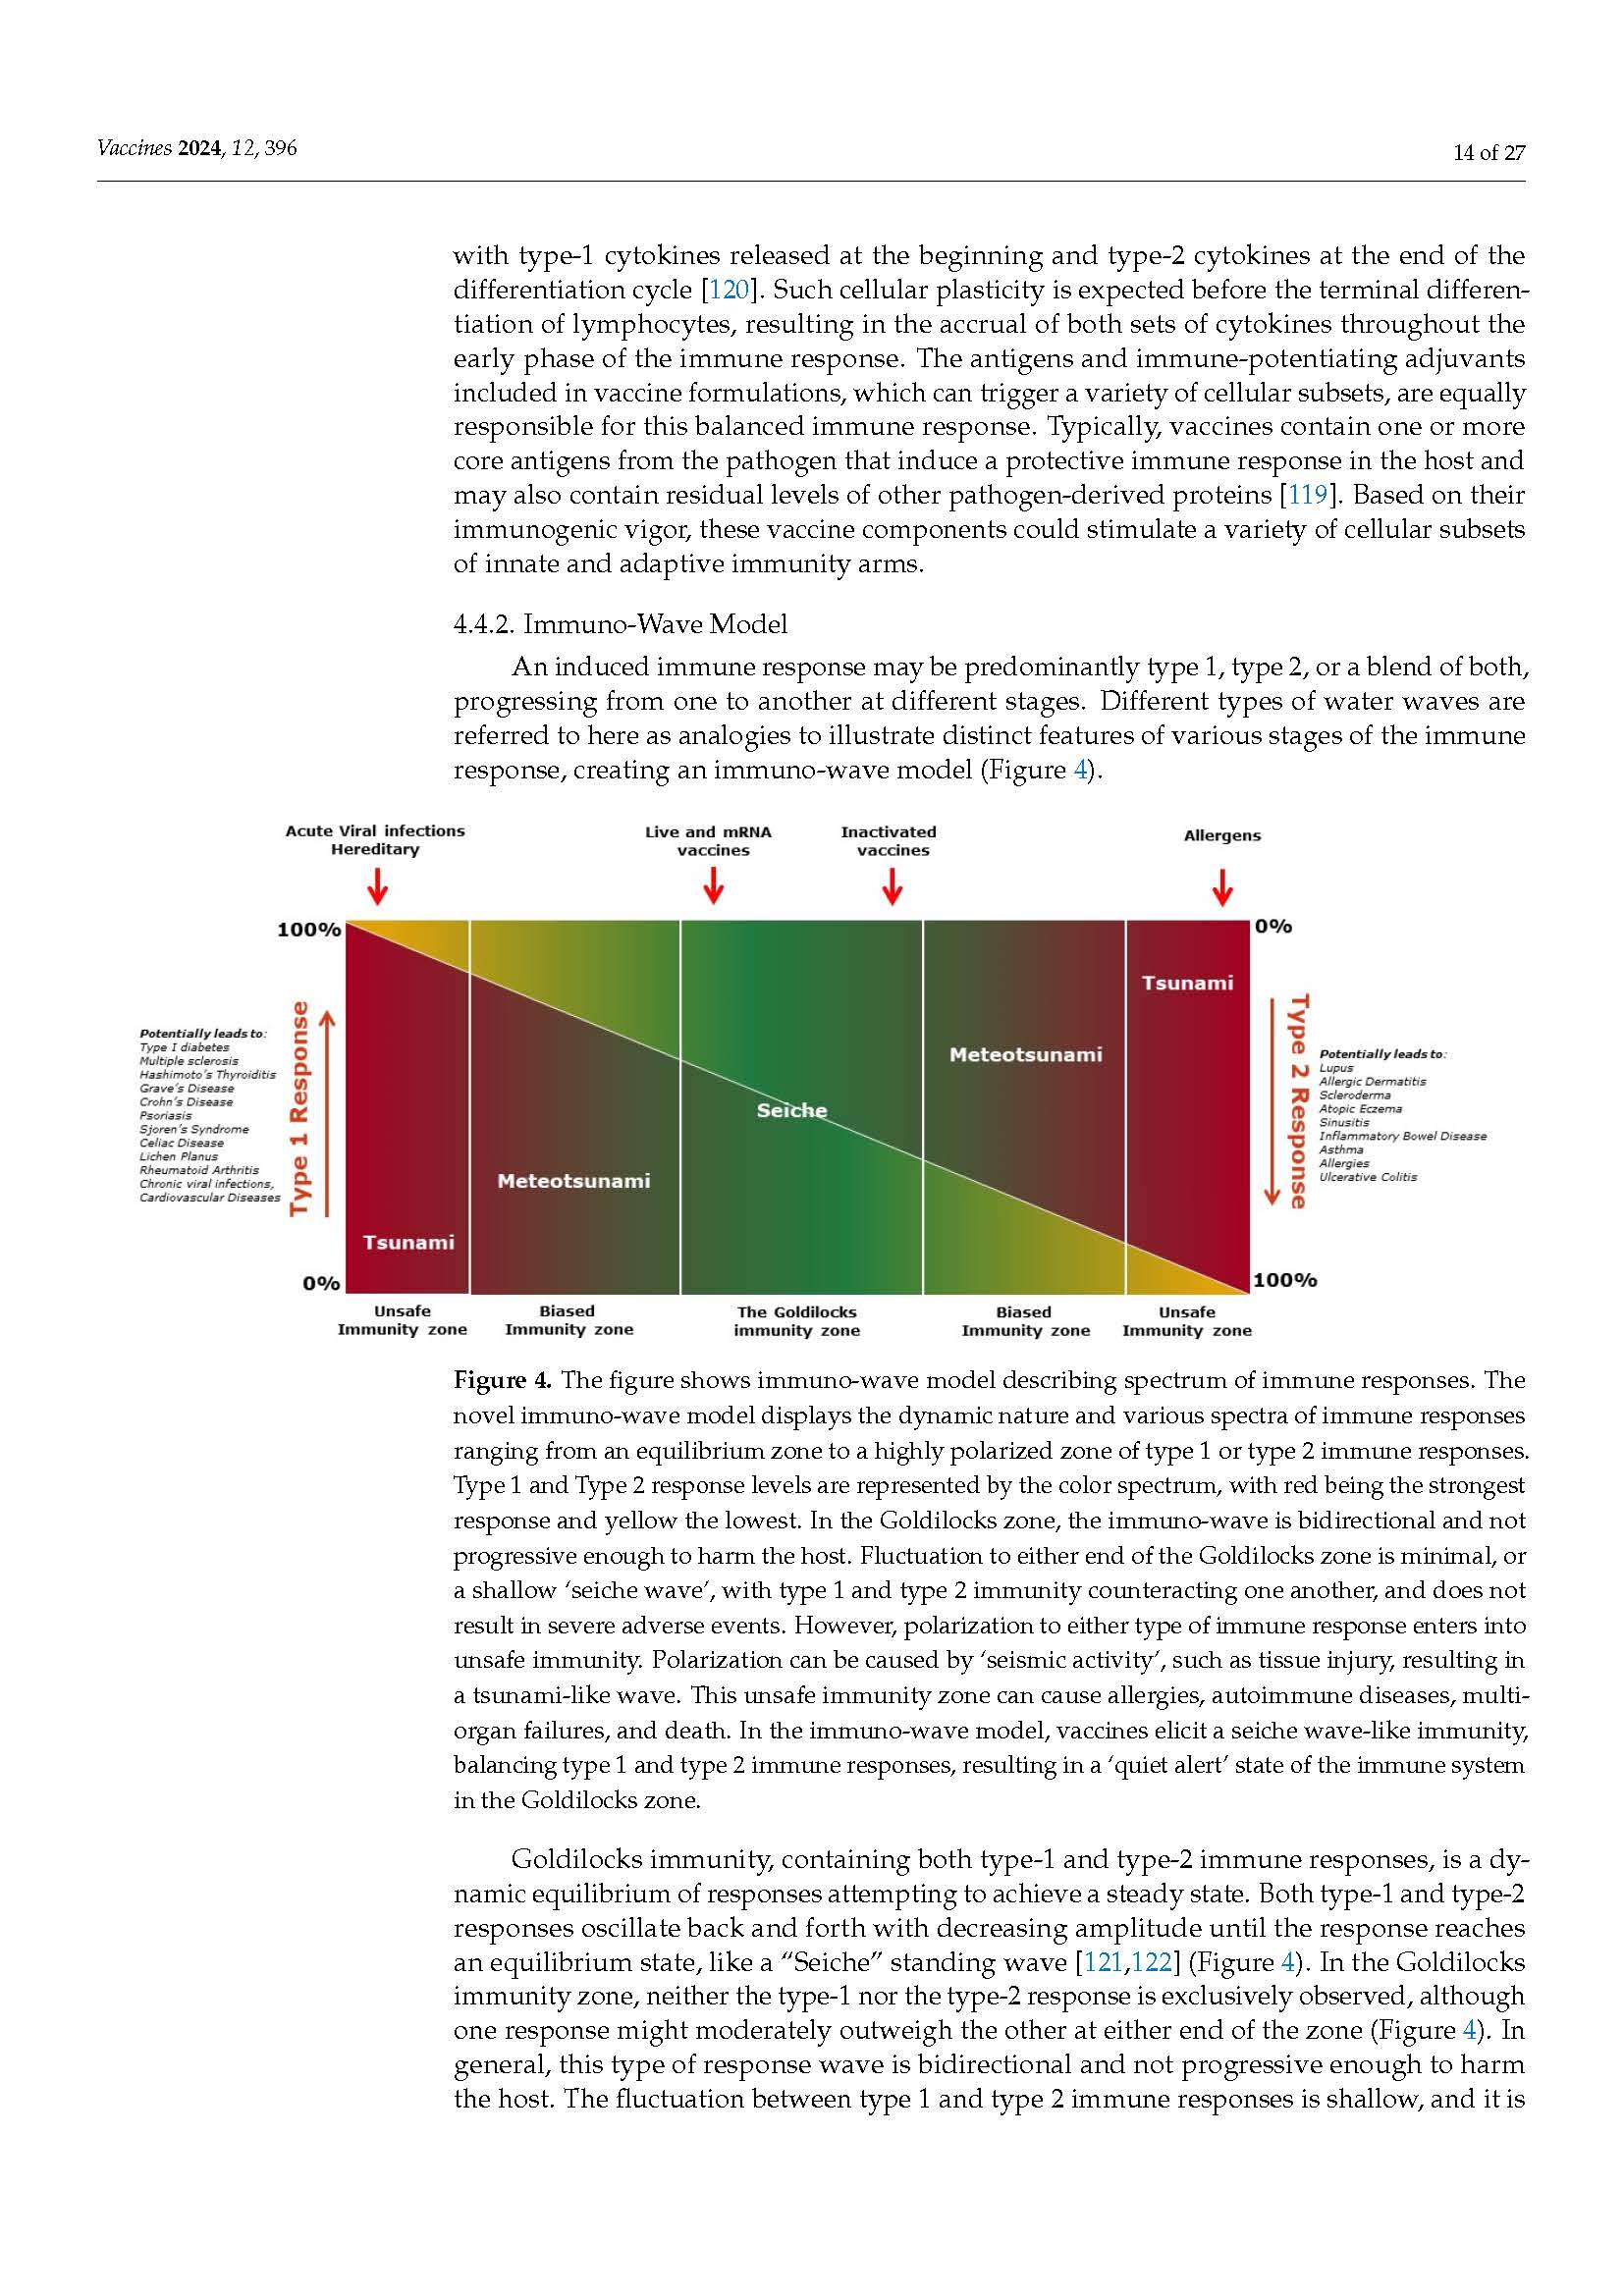 Vaccines 2024, 12, 396
14 of 27
with type-1 cytokines released at the beginning and type-2 cytokines at the end of the
differentiation cycle [120]. Such cellular plasticity is expected before the terminal differen-
tiation of lymphocytes, resulting in the accrual of both sets of cytokines throughout the
early phase of the immune response. The antigens and immune-potentiating adjuvants
included in vaccine formulations, which can trigger a variety of cellular subsets, are equally
responsible for this balanced immune response. Typically, vaccines contain one or more
core antigens from the pathogen that induce a protective immune response in the host and
may also contain residual levels of other pathogen-derived proteins [119]. Based on their
immunogenic vigor, these vaccine components could stimulate a variety of cellular subsets
of innate and adaptive immunity arms.
4.4.2. Immuno-Wave Model
An induced immune response may be predominantly type 1, type 2, or a blend of both,
progressing from one to another at different stages. Different types of water waves are
referred to here as analogies to illustrate distinct features of various stages of the immune
response, creating an immuno-wave model (Figure 4).
Acute Viral infections
Hereditary
Live and mRNA
vaccines
Inactivated
vaccines
Allergens
100%
0%
Potentially leads to:
Type I diabetes
Multiple sclerosis
Hashimoto's Thyroiditis
Grave's Disease
Crohn's Disease
Psoriasis
Sjoren's Syndrome
Celiac Disease
Lichen Planus
Rheumatoid Arthritis
Chronic viral infections,
Cardiovascular Diseases
Type 1 Response
Tsunami
Meteotsunami
Seiche
Meteotsunami
Tsunami
Type 2 Response
Potentially leads to:
Lupus
Allergic Dermatitis
Scleroderma
Atopic Eczema
Sinusitis
Inflammatory Bowel Disease
Asthma
Allergies
Ulcerative Colitis
0%
100%
Unsafe
Immunity zone
Biased
Immunity zone
The Goldilocks
immunity zone
Biased
Immunity zone
Unsafe
Immunity zone
Figure 4. The figure shows immuno-wave model describing spectrum of immune responses. The
novel immuno-wave model displays the dynamic nature and various spectra of immune responses
ranging from an equilibrium zone to a highly polarized zone of type 1 or type 2 immune responses.
Type 1 and Type 2 response levels are represented by the color spectrum, with red being the strongest
response and yellow the lowest. In the Goldilocks zone, the immuno-wave is bidirectional and not
progressive enough to harm the host. Fluctuation to either end of the Goldilocks zone is minimal, or
a shallow ‘seiche wave’, with type 1 and type 2 immunity counteracting one another, and does not
result in severe adverse events. However, polarization to either type of immune response enters into
unsafe immunity. Polarization can be caused by ‘seismic activity’, such as tissue injury, resulting in
a tsunami-like wave. This unsafe immunity zone can cause allergies, autoimmune diseases, multi-
organ failures, and death. In the immuno-wave model, vaccines elicit a seiche wave-like immunity,
balancing type 1 and type 2 immune responses, resulting in a ‘quiet alert’ state of the immune system
in the Goldilocks zone.
Goldilocks immunity, containing both type-1 and type-2 immune responses, is a dy-
namic equilibrium of responses attempting to achieve a steady state. Both type-1 and type-2
responses oscillate back and forth with decreasing amplitude until the response reaches
an equilibrium state, like a “Seiche” standing wave [121,122] (Figure 4). In the Goldilocks
immunity zone, neither the type-1 nor the type-2 response is exclusively observed, although
one response might moderately outweigh the other at either end of the zone (Figure 4). In
general, this type of response wave is bidirectional and not progressive enough to harm
the host. The fluctuation between type 1 and type 2 immune responses is shallow, and it is